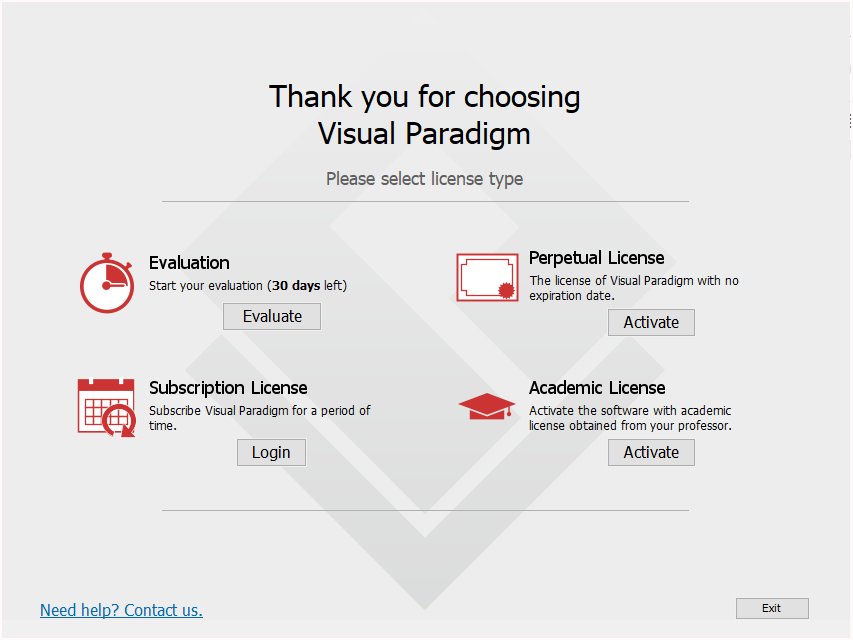 Thank you for choosing
Visual Paradigm
Please select license type
Evaluation
Start your evaluation (30 days left)
Evaluate
Perpetual License
The license of Visual Paradigm with no
expiration date.
Activate
Subscription License
Subscribe Visual Paradigm for a period of
time.
Login
Academic License
Activate the software with academic
license obtained from your professor.
Activate
Need help? Contact us.
Exit